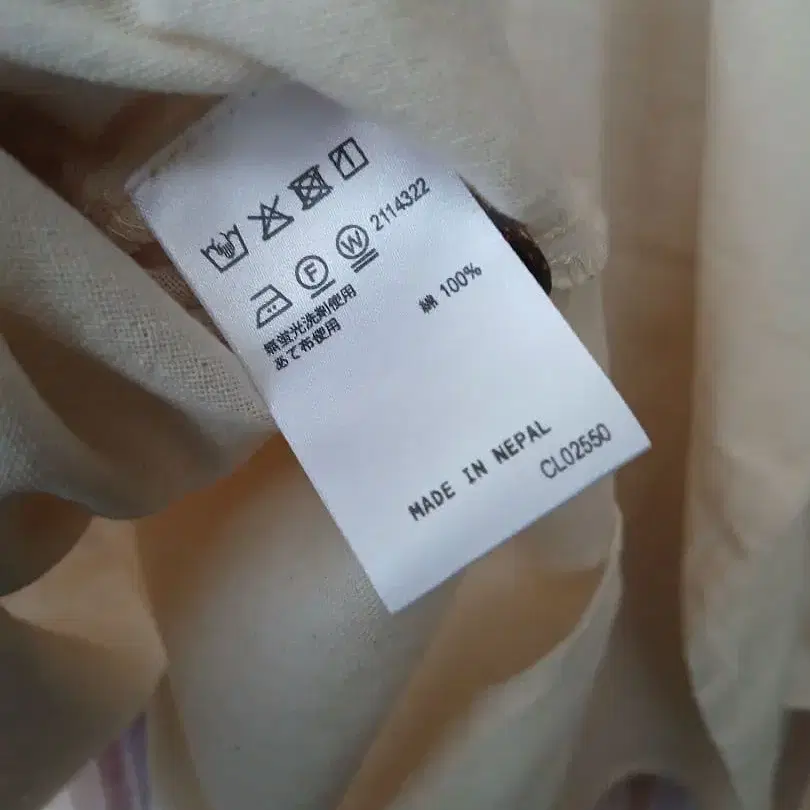 2114322
F W
無蛍光洗剤使用
あて布使用
綿 100%
MADE IN NEPAL
CL02550